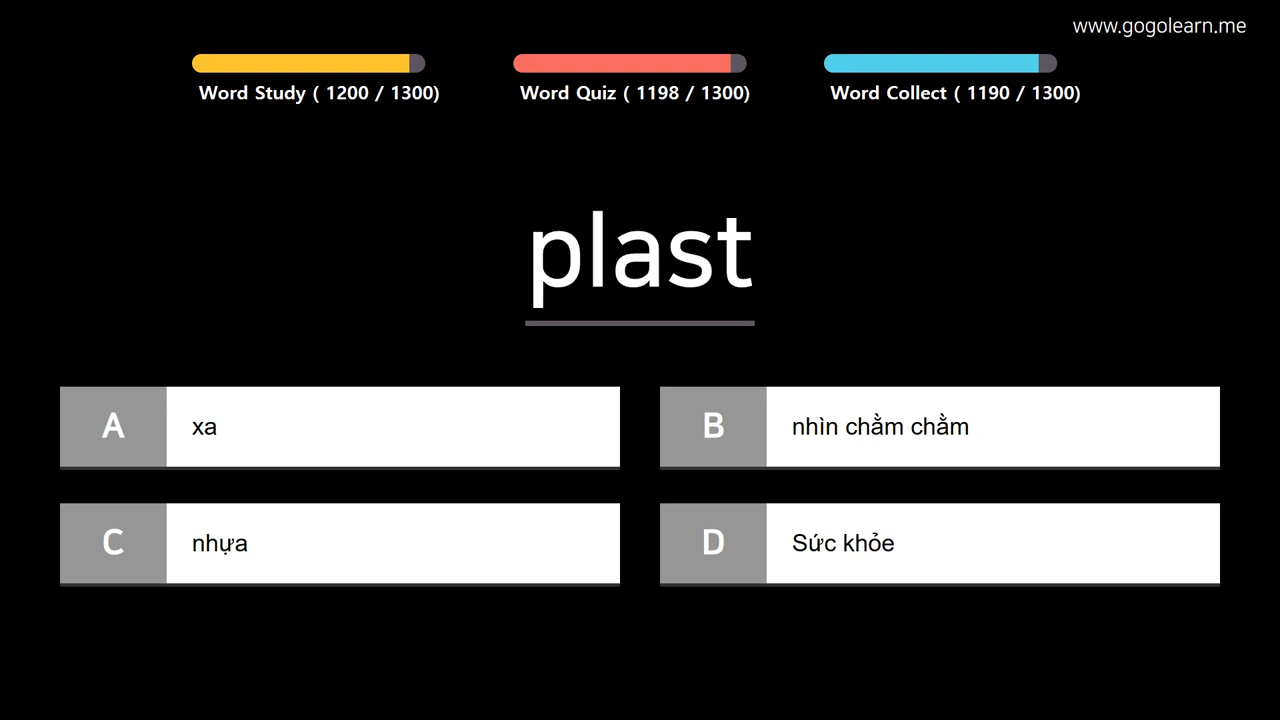 www.gogolearn.me
Word Study ( 1200 / 1300)
Word Quiz ( 1198 / 1300)
Word Collect ( 1190 / 1300)
plast
A xa
B nhìn chằm chằm
C nhựa
D Sức khỏe